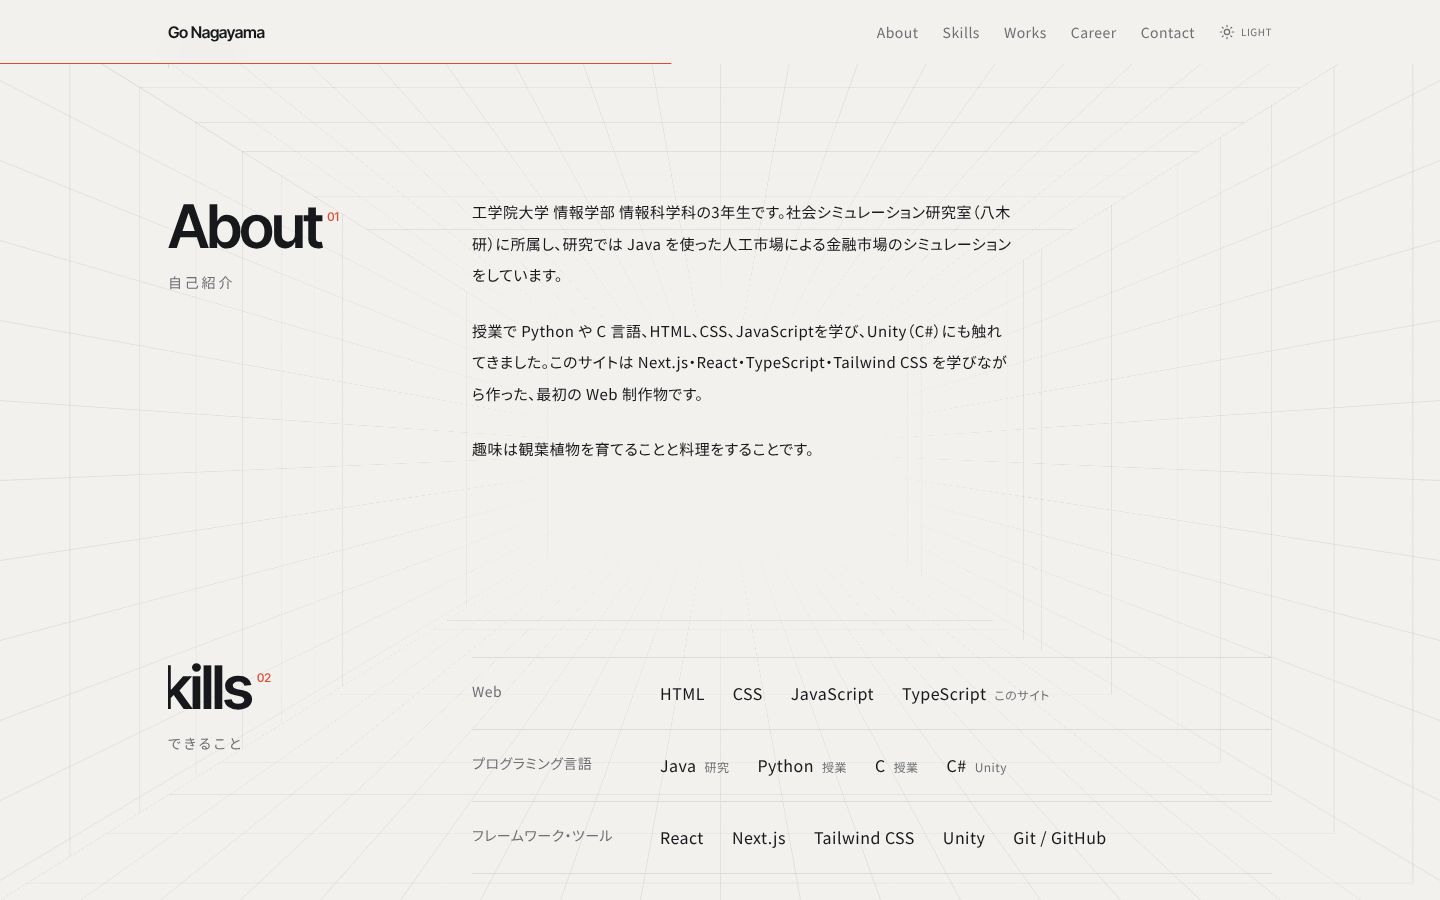 Go Nagayama
About Skills Works Career Contact LIGHT
About 01
自己紹介
工学院大学 情報学部 情報科学科の3年生です。社会シミュレーション研究室（八木
研）に所属し、研究では Java を使った人工市場による金融市場のシミュレーション
をしています。
授業で Python や C 言語、HTML、CSS、JavaScriptを学び、Unity（C#）にも触れ
てきました。このサイトは Next.js・React・TypeScript・Tailwind CSS を学びなが
ら作った、最初の Web 制作物です。
趣味は観葉植物を育てることと料理をすることです。
kills 02
できること
Web HTML CSS JavaScript TypeScript このサイト
プログラミング言語 Java 研究 Python 授業 C 授業 C# Unity
フレームワーク・ツール React Next.js Tailwind CSS Unity Git / GitHub